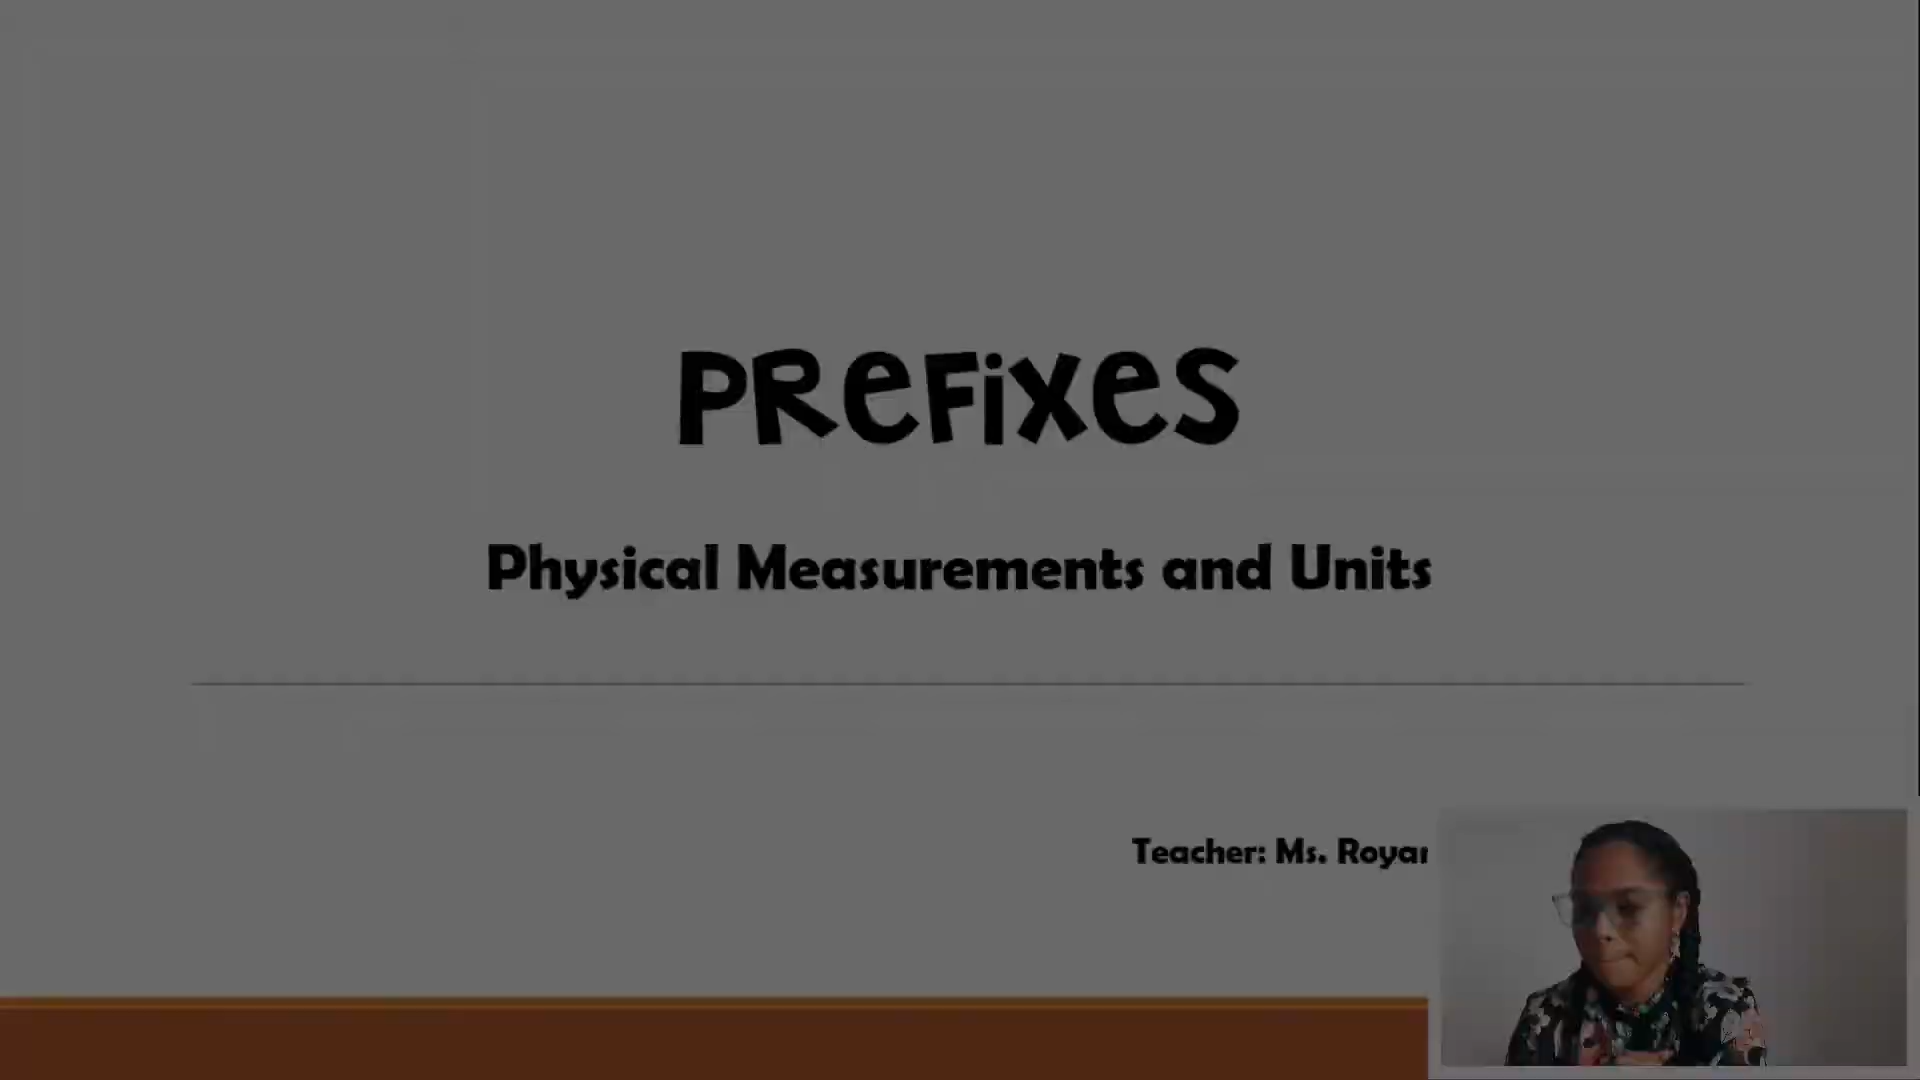 PREFIXES
Physical Measurements and Units
Teacher: Ms.